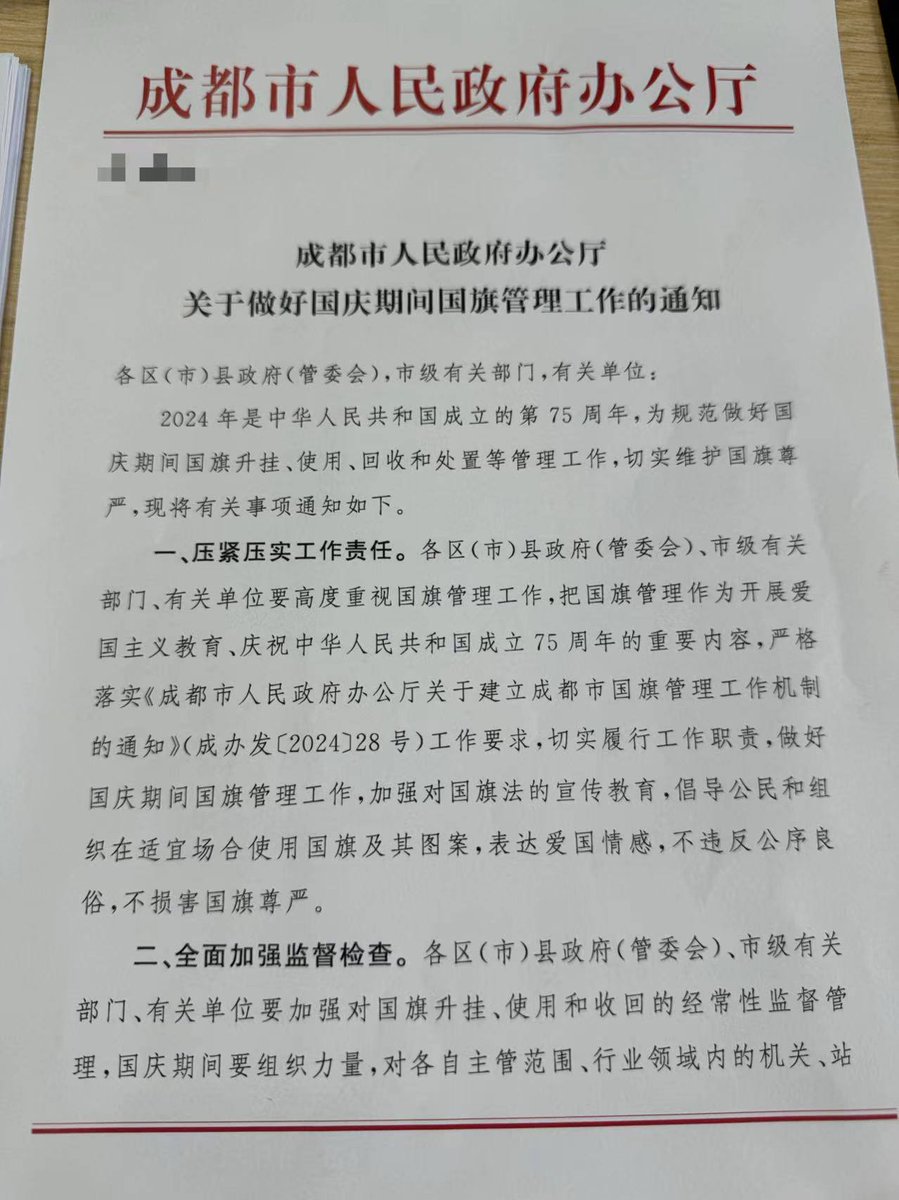 成都市人民政府办公厅
成都市人民政府办公厅
关于做好国庆期间国旗管理工作的通知
各区(市)县政府(管委会),市级有关部门,有关单位:
2024年是中华人民共和国成立的第75周年,为规范做好国
庆期间国旗升挂、使用、回收和处置等管理工作,切实维护国旗尊
严,现将有关事项通知如下。
一、压紧压实工作责任。各区(市)县政府(管委会)、市级有关
部门、有关单位要高度重视国旗管理工作,把国旗管理作为开展爱
国主义教育、庆祝中华人民共和国成立75周年的重要内容,严格
落实《成都市人民政府办公厅关于建立成都市国旗管理工作机制
的通知》(成办发〔2024〕28号)工作要求,切实履行工作职责,做好
国庆期间国旗管理工作,加强对国旗法的宣传教育,倡导公民和组
织在适宜场合使用国旗及其图案,表达爱国情感,不违反公序良
俗,不损害国旗尊严。
二、全面加强监督检查。各区(市)县政府(管委会)、市级有关
部门、有关单位要加强对国旗升挂、使用和收回的经常性监督管
理,国庆期间要组织力量,对各自主管范围、行业领域内的机关、站